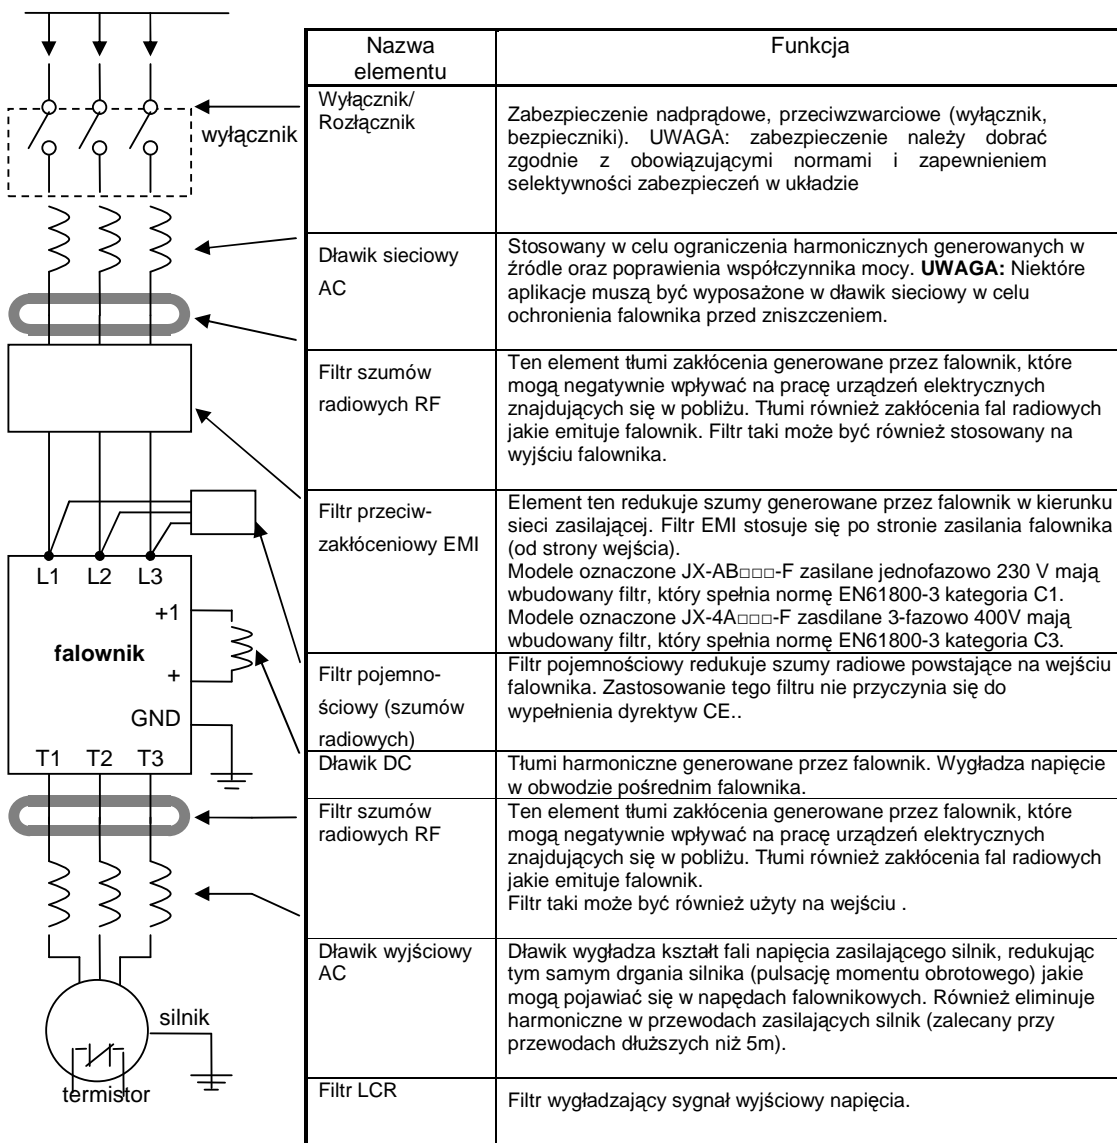 wyłącznik
L1 L2 L3
+1
falownik
+
GND
T1 T2 T3
silnik
termistor
Nazwa
elementu
Funkcja
Wyłącznik/
Rozłącznik
Zabezpieczenie nadprądowe, przeciwzwarciowe (wyłącznik,
bezpieczniki). UWAGA: zabezpieczenie należy dobrać
zgodnie z obowiązującymi normami i zapewnieniem
selektywności zabezpieczeń w układzie
Dławik sieciowy
AC
Stosowany w celu ograniczenia harmonicznych generowanych w
źródle oraz poprawienia współczynnika mocy. UWAGA: Niektóre
aplikacje muszą być wyposażone w dławik sieciowy w celu
ochronienia falownika przed zniszczeniem.
Filtr szumów
radiowych RF
Ten element tłumi zakłócenia generowane przez falownik, które
mogą negatywnie wpływać na pracę urządzeń elektrycznych
znajdujących się w pobliżu. Tłumi również zakłócenia fal radiowych
jakie emituje falownik. Filtr taki może być również stosowany na
wyjściu falownika.
Filtr przeciw-
zakłóceniowy EMI
Element ten redukuje szumy generowane przez falownik w kierunku
sieci zasilającej. Filtr EMI stosuje się po stronie zasilania falownika
(od strony wejścia).
Modele oznaczone JX-AB□□□-F zasilane jednofazowo 230 V mają
wbudowany filtr, który spełnia normę EN61800-3 kategoria C1.
Modele oznaczone JX-4A□□□-F zasdilane 3-fazowo 400V mają
wbudowany filtr, który spełnia normę EN61800-3 kategoria C3.
Filtr pojemno-
ściowy (szumów
radiowych)
Filtr pojemnościowy redukuje szumy radiowe powstające na wejściu
falownika. Zastosowanie tego filtru nie przyczynia się do
wypełnienia dyrektyw CE..
Dławik DC
Tłumi harmoniczne generowane przez falownik. Wygładza napięcie
w obwodzie pośrednim falownika.
Filtr szumów
radiowych RF
Ten element tłumi zakłócenia generowane przez falownik, które
mogą negatywnie wpływać na pracę urządzeń elektrycznych
znajdujących się w pobliżu. Tłumi również zakłócenia fal radiowych
jakie emituje falownik.
Filtr taki może być również użyty na wejściu .
Dławik wyjściowy
AC
Dławik wygładza kształt fali napięcia zasilającego silnik, redukując
tym samym drgania silnika (pulsację momentu obrotowego) jakie
mogą pojawiać się w napędach falownikowych. Również eliminuje
harmoniczne w przewodach zasilających silnik (zalecany przy
przewodach dłuższych niż 5m).
Filtr LCR
Filtr wygładzający sygnał wyjściowy napięcia.